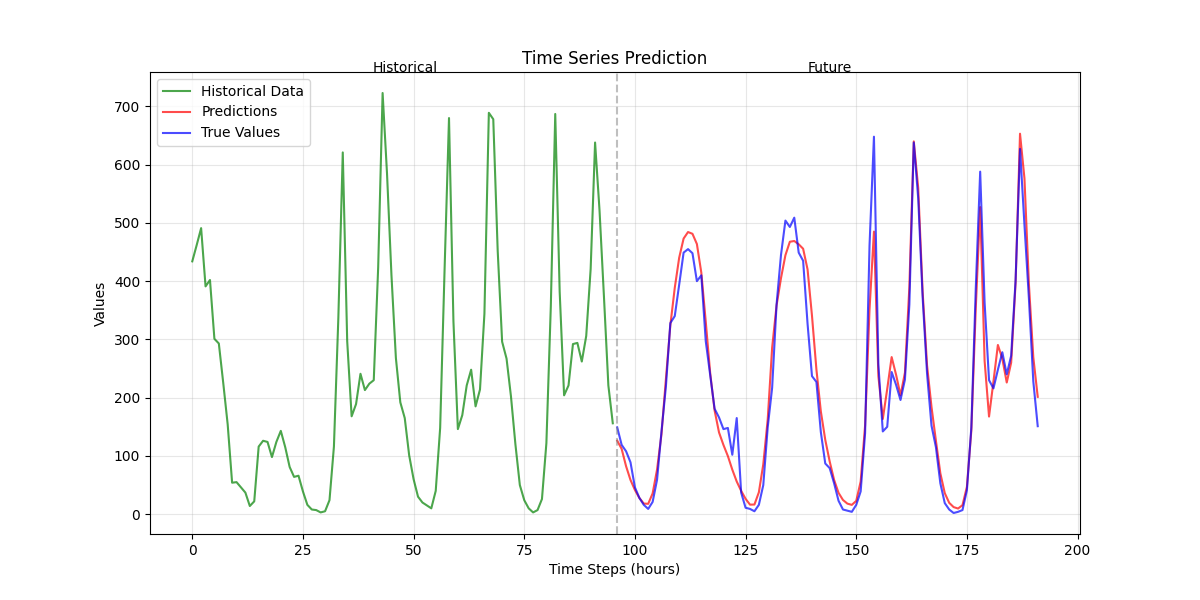 Time Series Prediction
Historical
Future
Historical Data
Predictions
True Values
Values
700
600
500
400
300
200
100
0
0 25 50 75 100 125 150 175 200
Time Steps (hours)